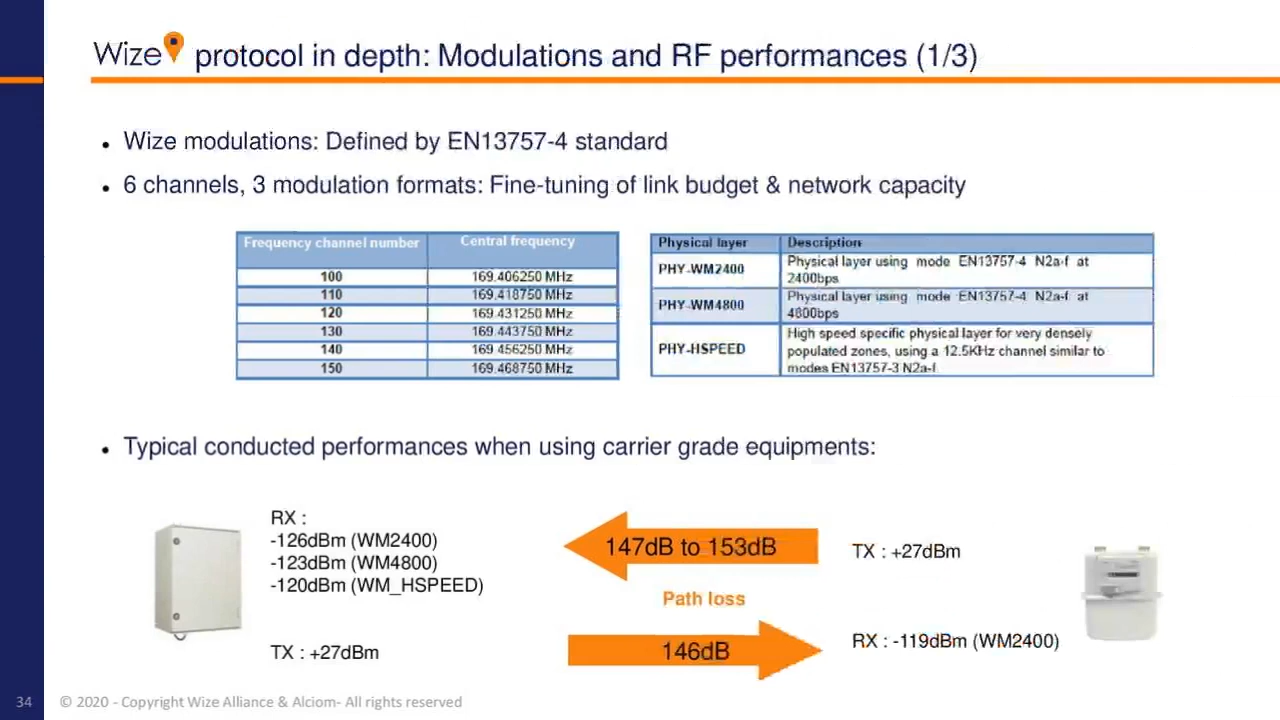 Wize protocol in depth: Modulations and RF performances (1/3)
• Wize modulations: Defined by EN13757-4 standard
• 6 channels, 3 modulation formats: Fine-tuning of link budget & network capacity
Frequency channel number Central frequency
100 169.406250 MHz
110 169.418750 MHz
120 169.431250 MHz
130 169.443750 MHz
140 169.456250 MHz
150 169.468750 MHz
Physical layer Description
PHY-WM2400 Physical layer using mode EN13757-4 N2a-f at
2400bps
PHY-WM4800 Physical layer using mode EN13757-4 N2a-f at
4800bps
PHY-HSPEED High speed specific physical layer for very densely
populated zones, using a 12.5KHz channel similar to
modes EN13757-3 N2a-f
• Typical conducted performances when using carrier grade equipments:
RX :
-126dBm (WM2400)
-123dBm (WM4800)
-120dBm (WM_HSPEED)
TX : +27dBm
147dB to 153dB
Path loss
146dB
TX : +27dBm
RX : -119dBm (WM2400)
34 © 2020 - Copyright Wize Alliance & Alciom- All rights reserved